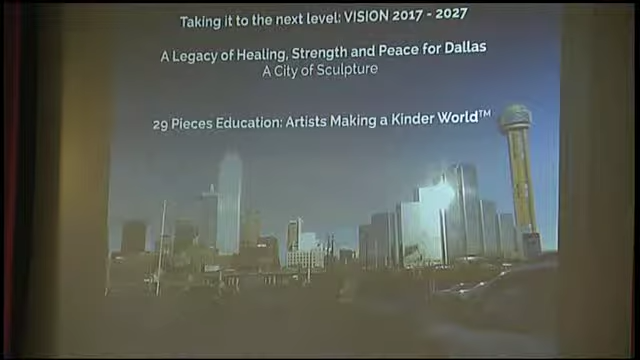 Taking it to the next level: VISION 2017 - 2027
A Legacy of Healing, Strength and Peace for Dallas
A City of Sculpture
29 Pieces Education: Artists Making a Kinder World™